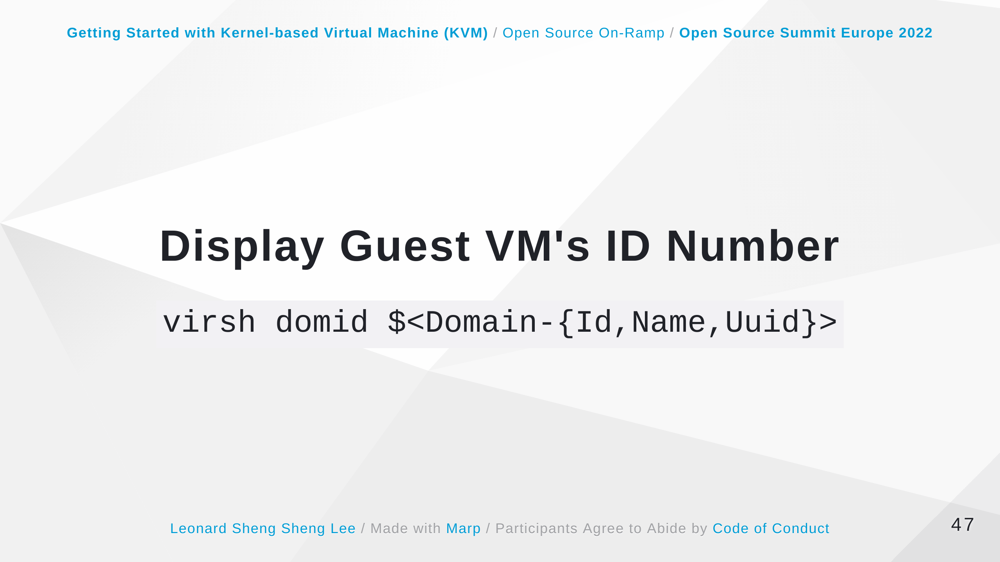 Getting Started with Kernel-based Virtual Machine (KVM) / Open Source On-Ramp / Open Source Summit Europe 2022
Display Guest VM's ID Number
virsh domid $<Domain-{Id,Name,Uuid}>
Leonard Sheng Sheng Lee / Made with Marp / Participants Agree to Abide by Code of Conduct
47